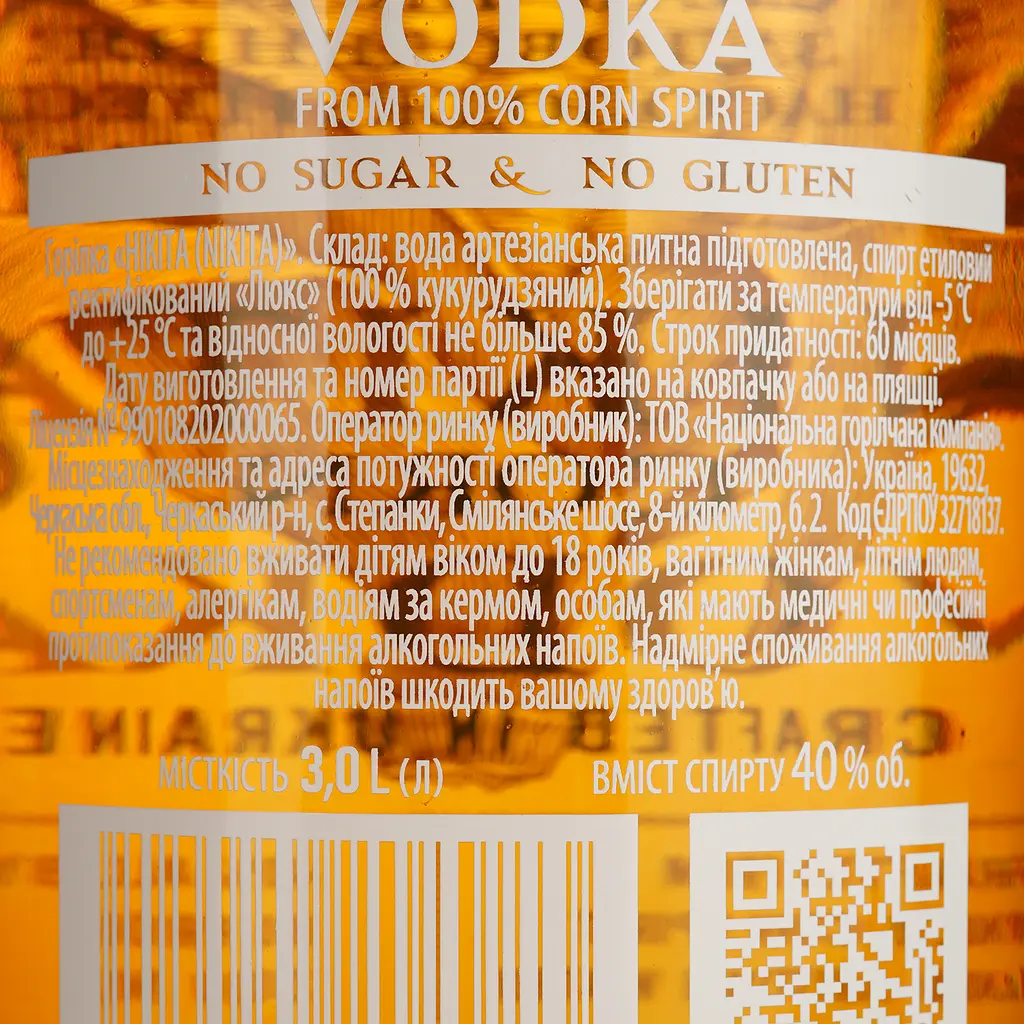 VODKA
FROM 100% CORN SPIRIT
NO SUGAR & NO GLUTEN
Горілка «НІКІТА (NIKITA)». Склад: вода артезіанська питна підготовлена, спирт етиловий
ректифікований «Люкс» (100 % кукурудзяний). Зберігати за температури від -5 °С
до +25 °С та відносної вологості не більше 85 %. Строк придатності: 60 місяців.
Дату виготовлення та номер партії (L) вказано на ковпачку або на пляшці.
Ліцензія № 990108202000065. Оператор ринку (виробник): ТОВ «Національна горілчана компанія».
Місцезнаходження та адреса потужності оператора ринку (виробника): Україна, 19632,
Черкаська обл., Черкаський р-н, с. Степанки, Смілянське шосе, 8-й кілометр, б. 2. Код ЄДРПОУ 32718137.
Не рекомендовано вживати дітям віком до 18 років, вагітним жінкам, літнім людям,
спортсменам, алергікам, водіям за кермом, особам, які мають медичні чи професійні
протипоказання до вживання алкогольних напоїв. Надмірне споживання алкогольних
напоїв шкодить вашому здоров'ю.
CRAFTED IN UKRAINE
МІСТКІСТЬ 3,0 L (л)
ВМІСТ СПИРТУ 40 % об.